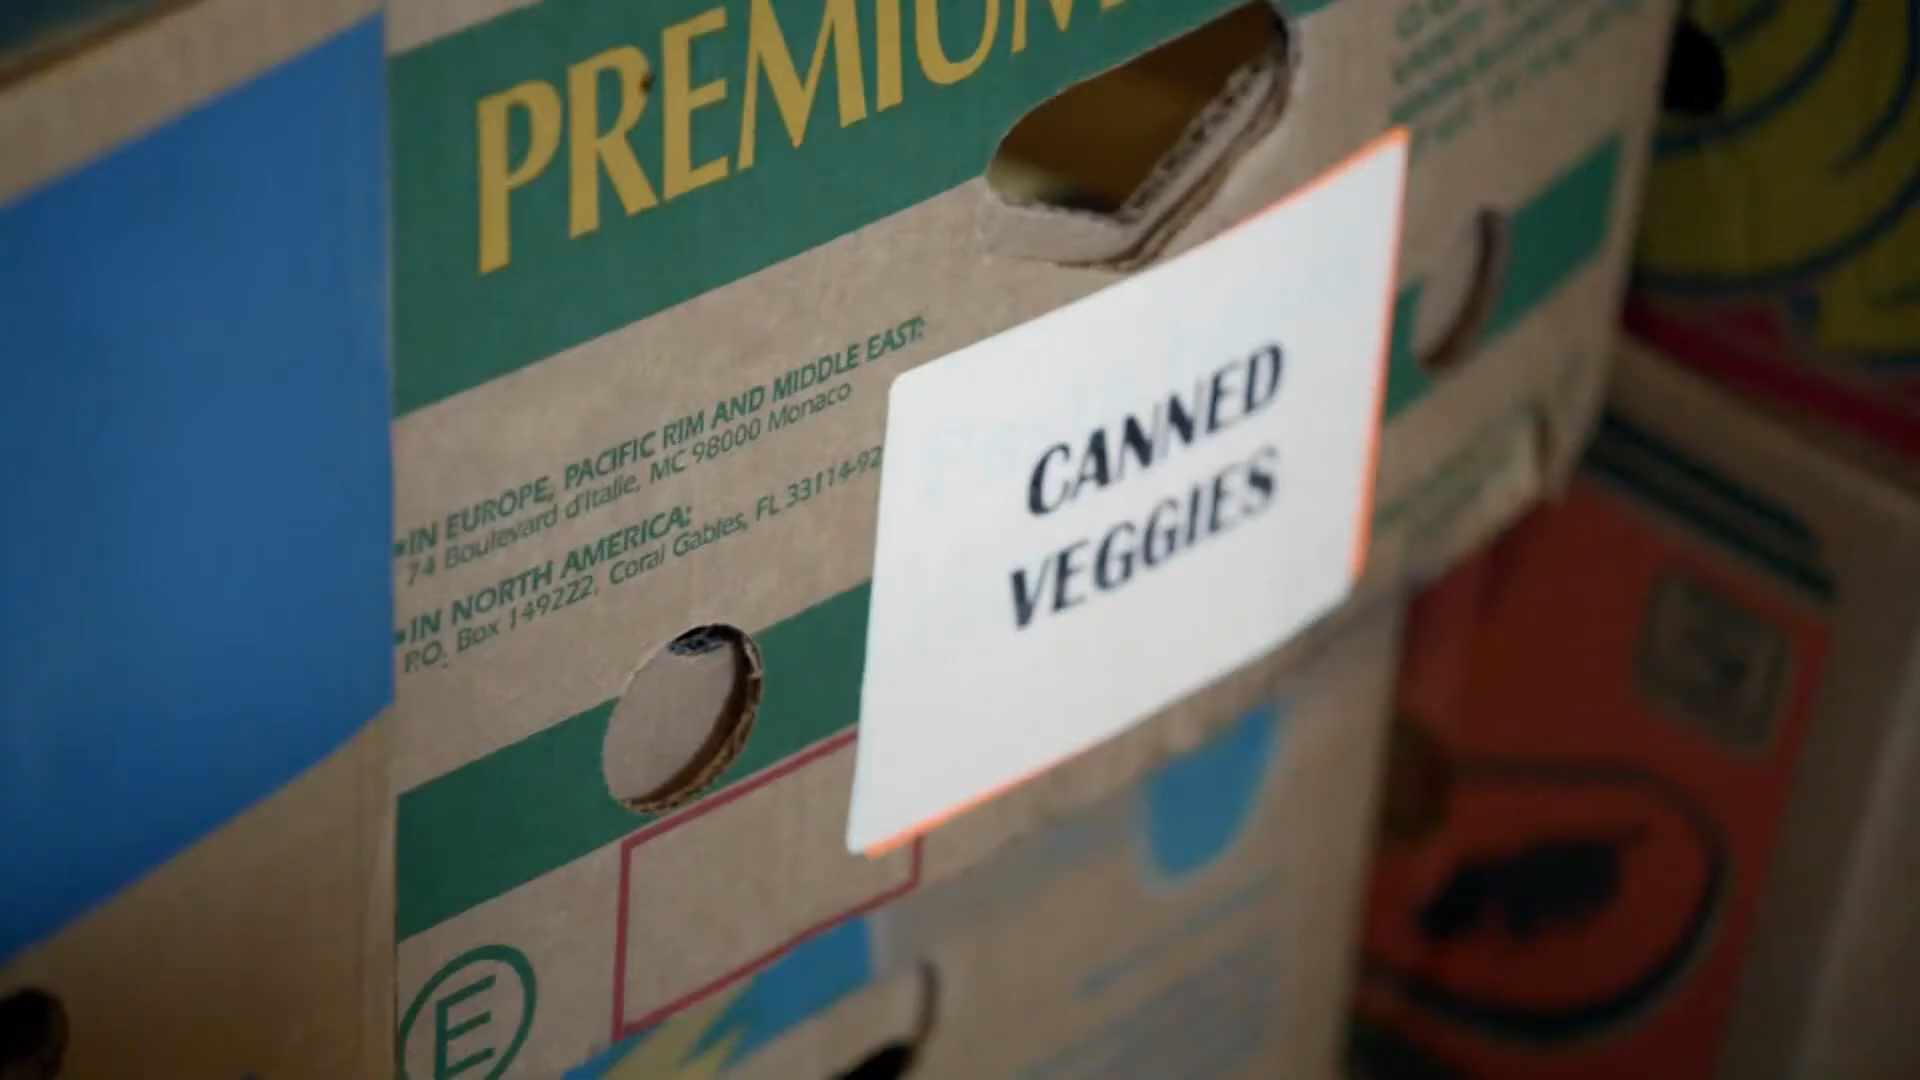 PREMIUM
•IN EUROPE, PACIFIC RIM AND MIDDLE EAST:
74 Boulevard d'Italie, MC 98000 Monaco
•IN NORTH AMERICA:
P.O. Box 149222, Coral Gables, FL 33114-92
CANNED
VEGGIES
E